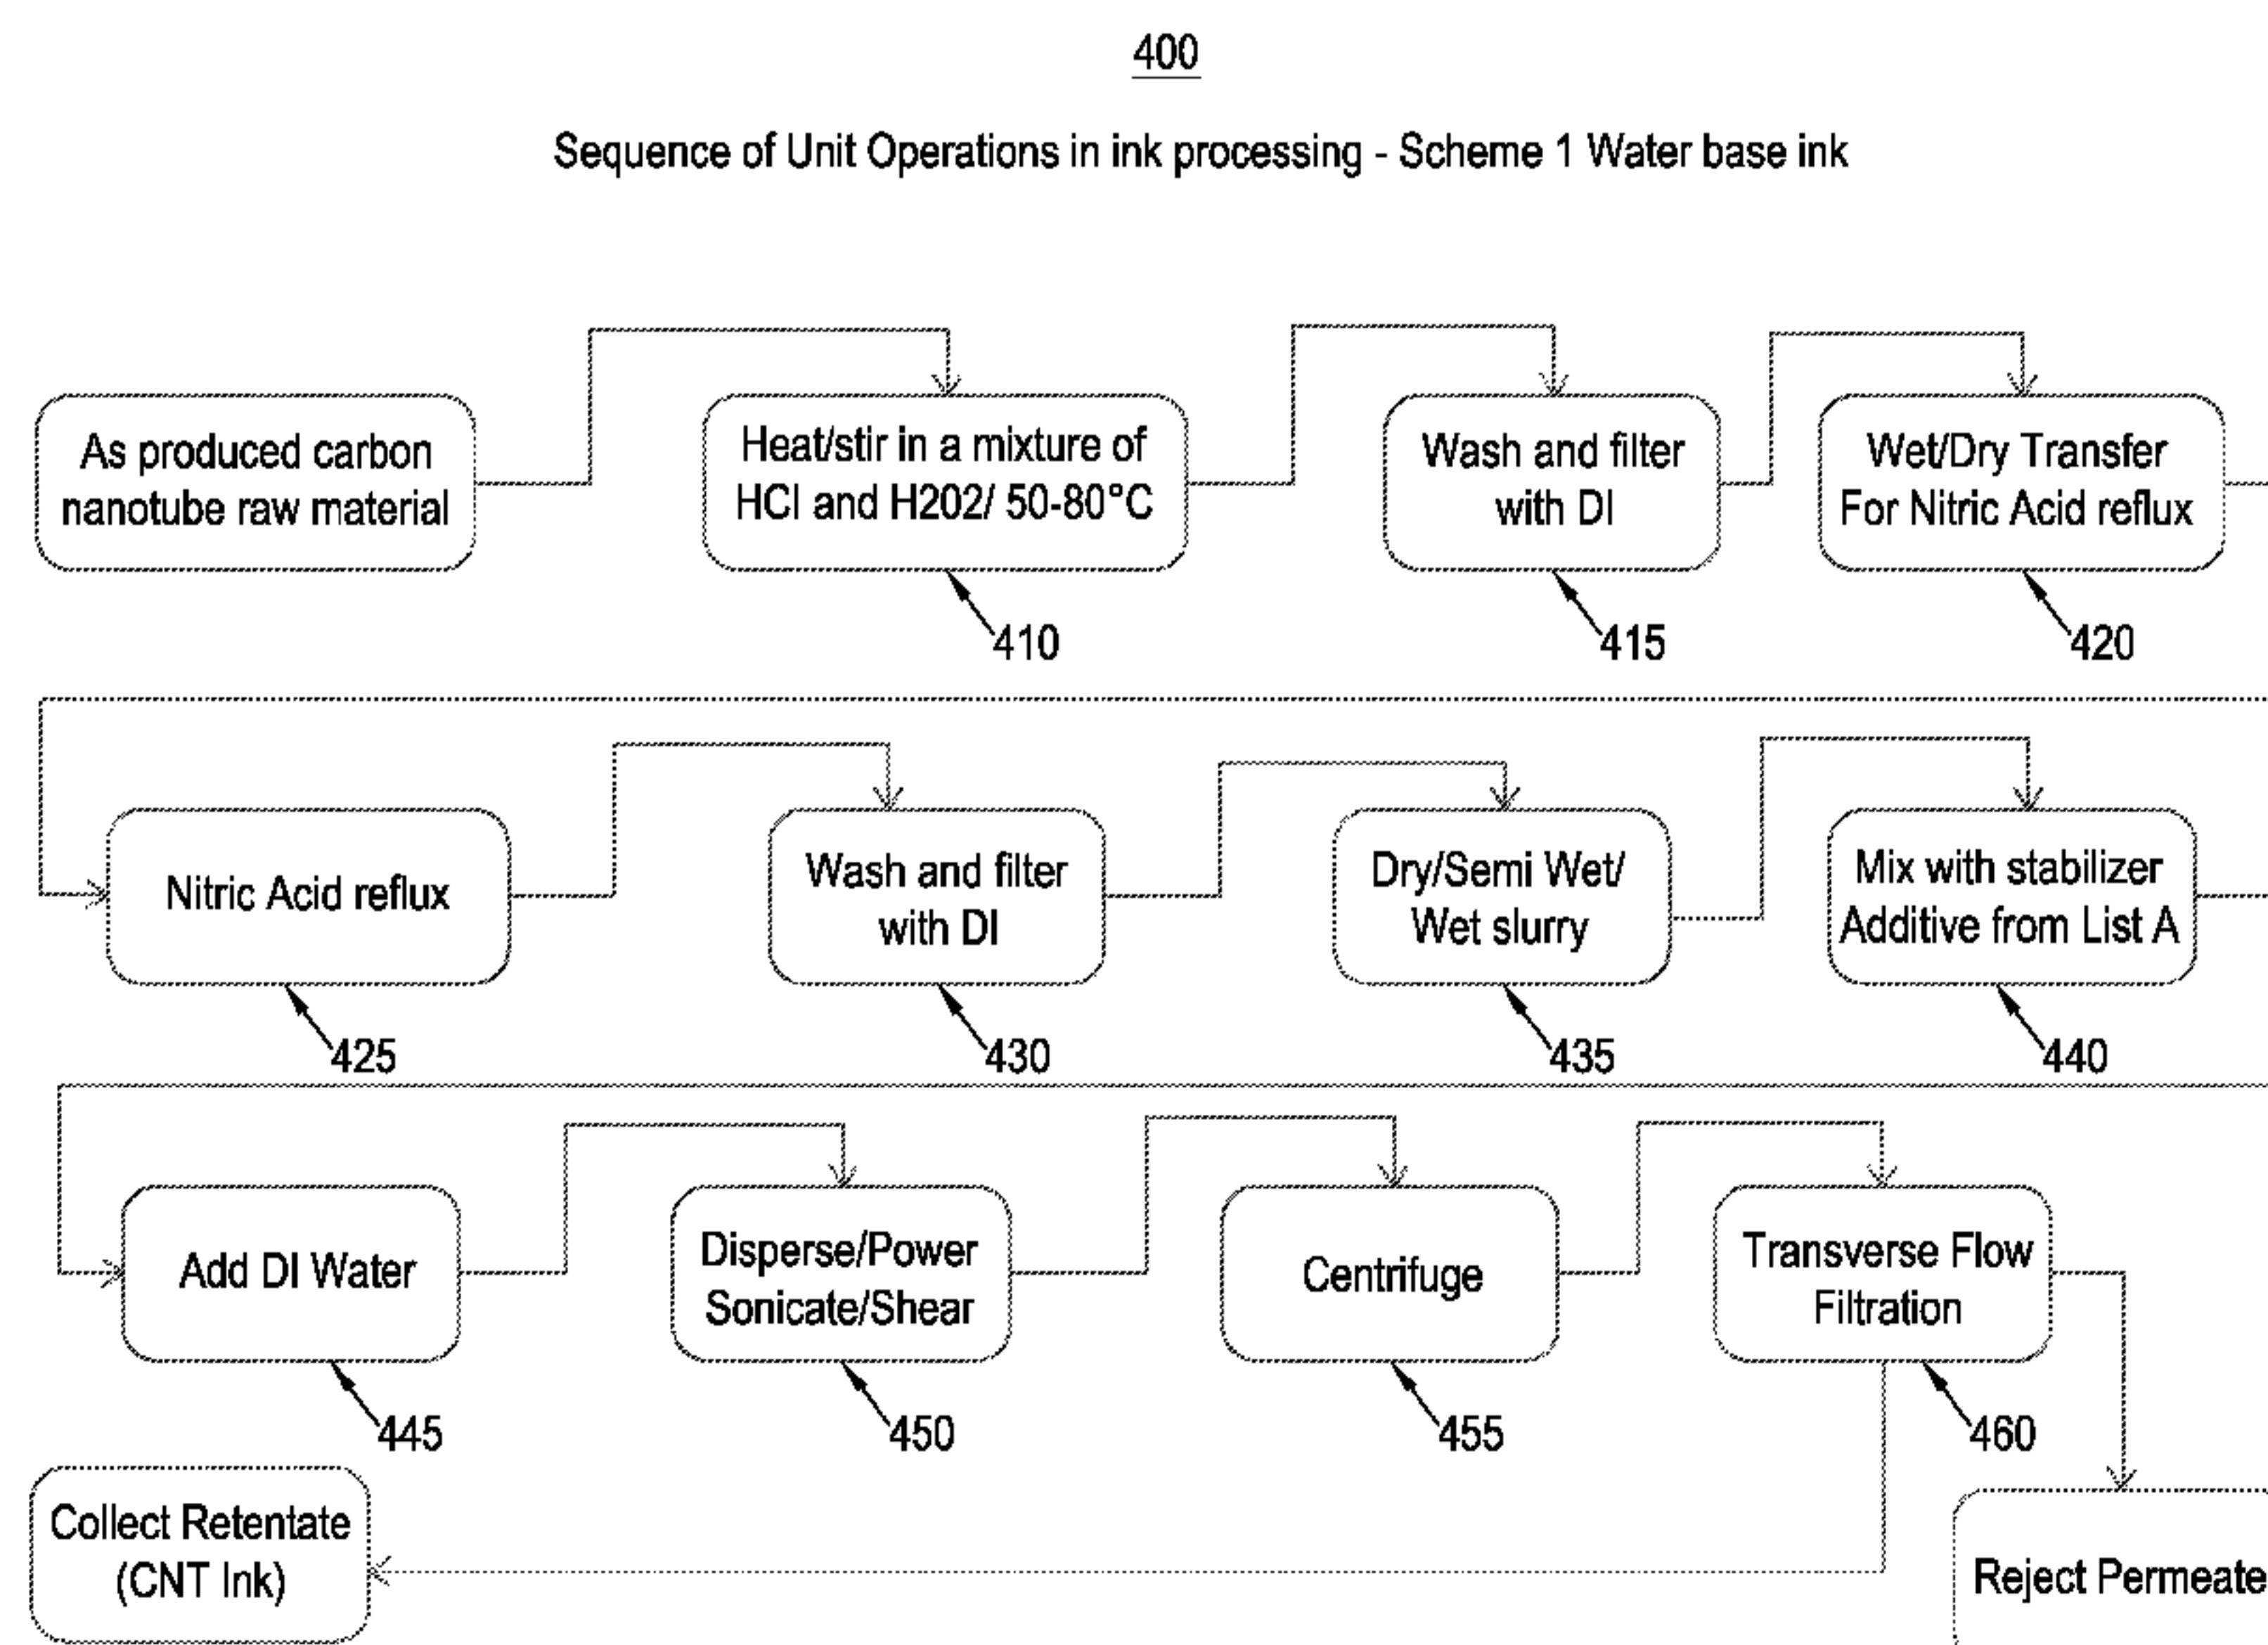 400
Sequence of Unit Operations in ink processing - Scheme 1 Water base ink
As produced carbon
nanotube raw material
Heat/stir in a mixture of
HCl and H202/ 50-80°C
Wash and filter
with DI
Wet/Dry Transfer
For Nitric Acid reflux
410
415
420
Nitric Acid reflux
Wash and filter
with DI
Dry/Semi Wet/
Wet slurry
Mix with stabilizer
Additive from List A
425
430
435
440
Add DI Water
Disperse/Power
Sonicate/Shear
Centrifuge
Transverse Flow
Filtration
445
450
455
460
Collect Retentate
(CNT Ink)
Reject Permeate